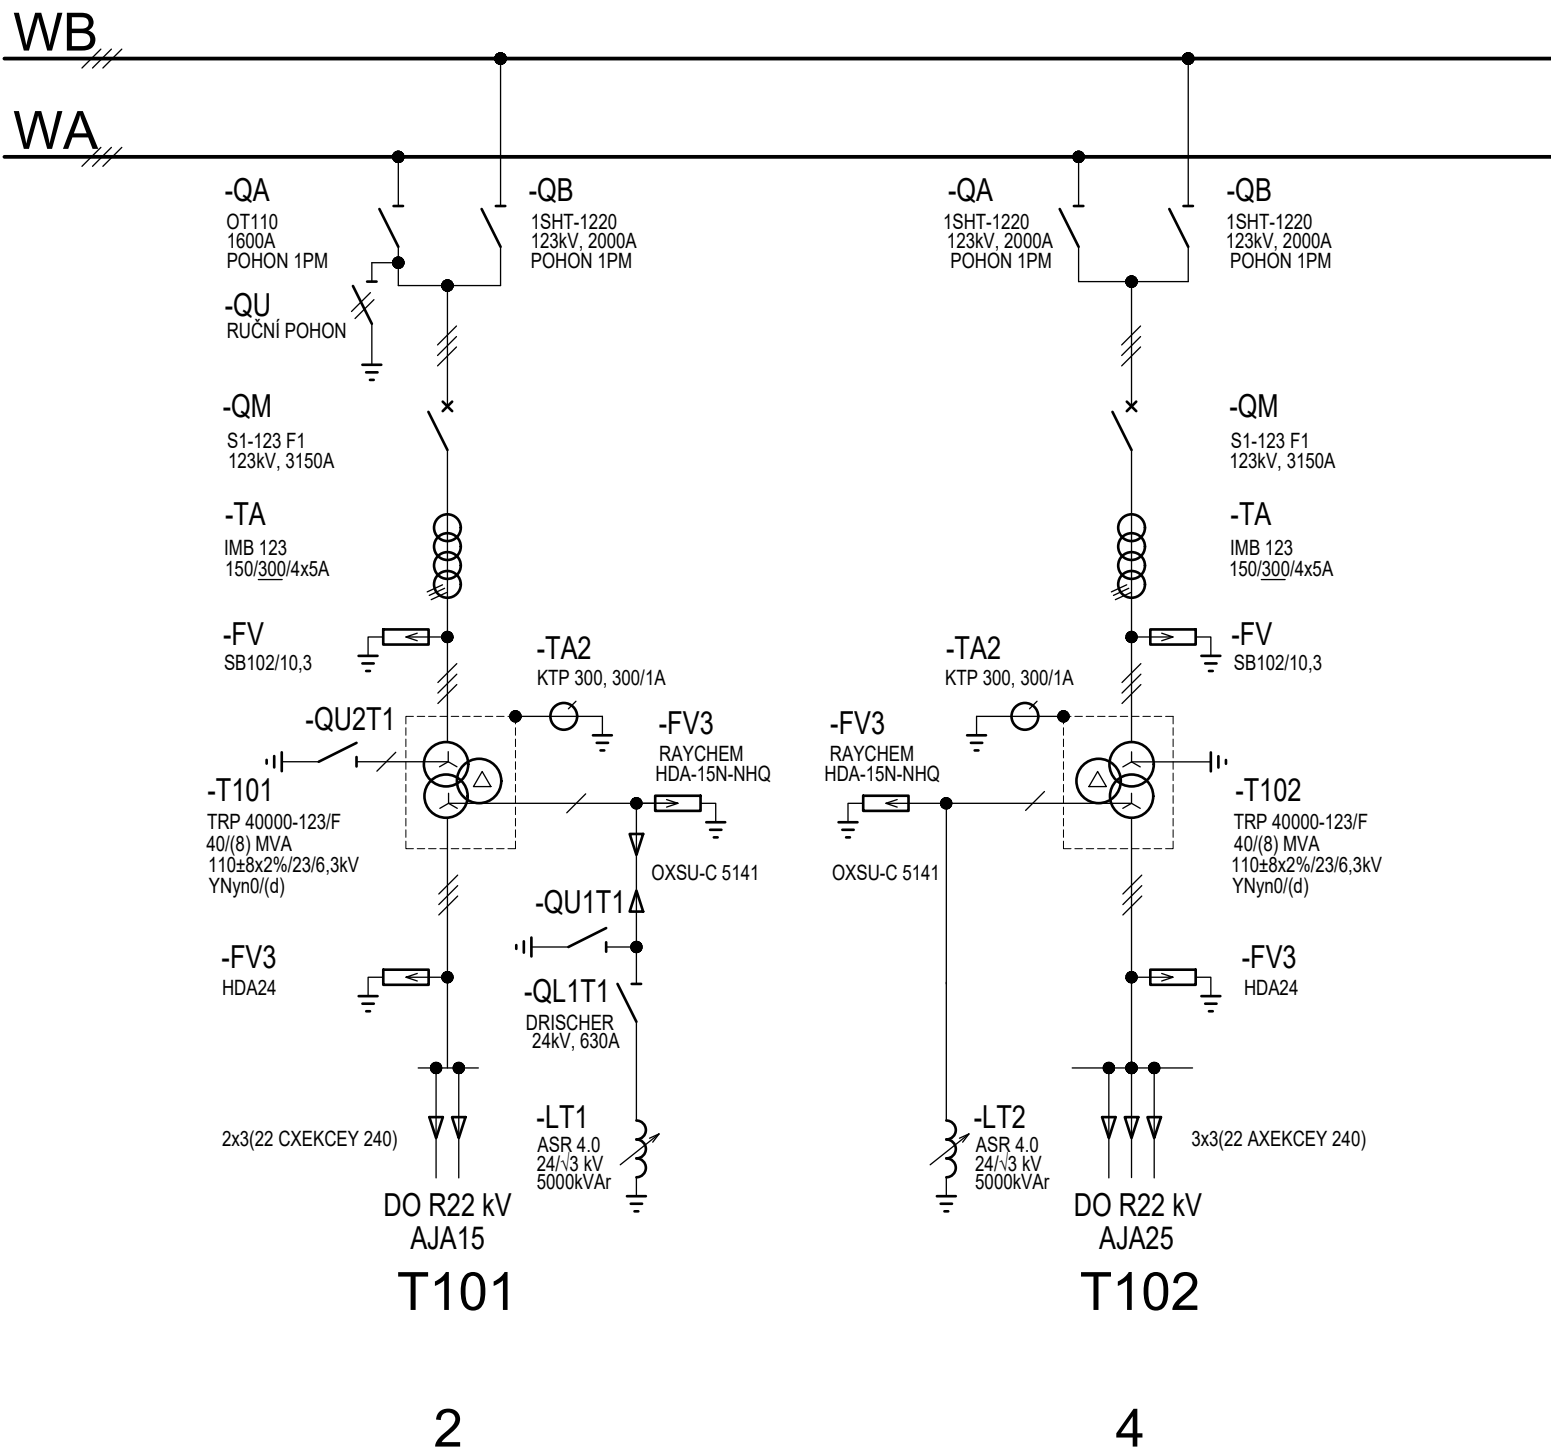 WB
WA
-QA
OT110
1600A
POHON 1PM
-QB
1SHT-1220
123kV, 2000A
POHON 1PM
-QU
RUČNÍ POHON
-QM
S1-123 F1
123kV, 3150A
-TA
IMB 123
150/300/4x5A
-FV
SB102/10,3
-TA2
KTP 300, 300/1A
-QU2T1
-FV3
RAYCHEM
HDA-15N-NHQ
-T101
TRP 40000-123/F
40/(8) MVA
110±8x2%/23/6,3kV
YNyn0/(d)
OXSU-C 5141
-QU1T1
-FV3
HDA24
-QL1T1
DRISCHER
24kV, 630A
-LT1
ASR 4.0
24/√3 kV
5000kVAr
2x3(22 CXEKCEY 240)
DO R22 kV
AJA15
T101
2
-QA
1SHT-1220
123kV, 2000A
POHON 1PM
-QB
1SHT-1220
123kV, 2000A
POHON 1PM
-QM
S1-123 F1
123kV, 3150A
-TA
IMB 123
150/300/4x5A
-FV
SB102/10,3
-TA2
KTP 300, 300/1A
-FV3
RAYCHEM
HDA-15N-NHQ
-T102
TRP 40000-123/F
40/(8) MVA
110±8x2%/23/6,3kV
YNyn0/(d)
OXSU-C 5141
-FV3
HDA24
-LT2
ASR 4.0
24/√3 kV
5000kVAr
3x3(22 AXEKCEY 240)
DO R22 kV
AJA25
T102
4